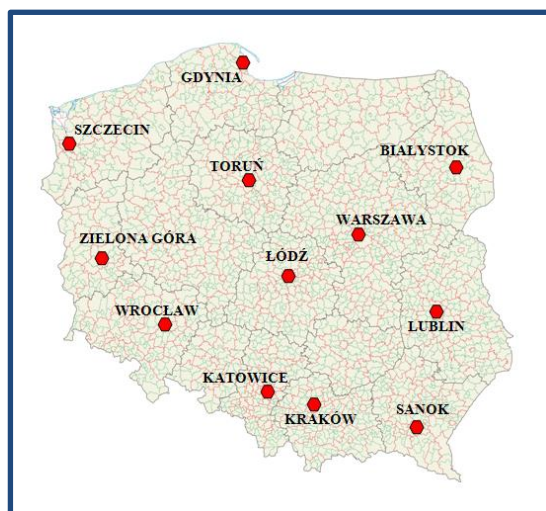 GDYNIA
SZCZECIN
BIAŁYSTOK
TORUŃ
WARSZAWA
ZIELONA GÓRA
ŁÓDŹ
WROCŁAW
LUBLIN
KATOWICE
KRAKÓW
SANOK